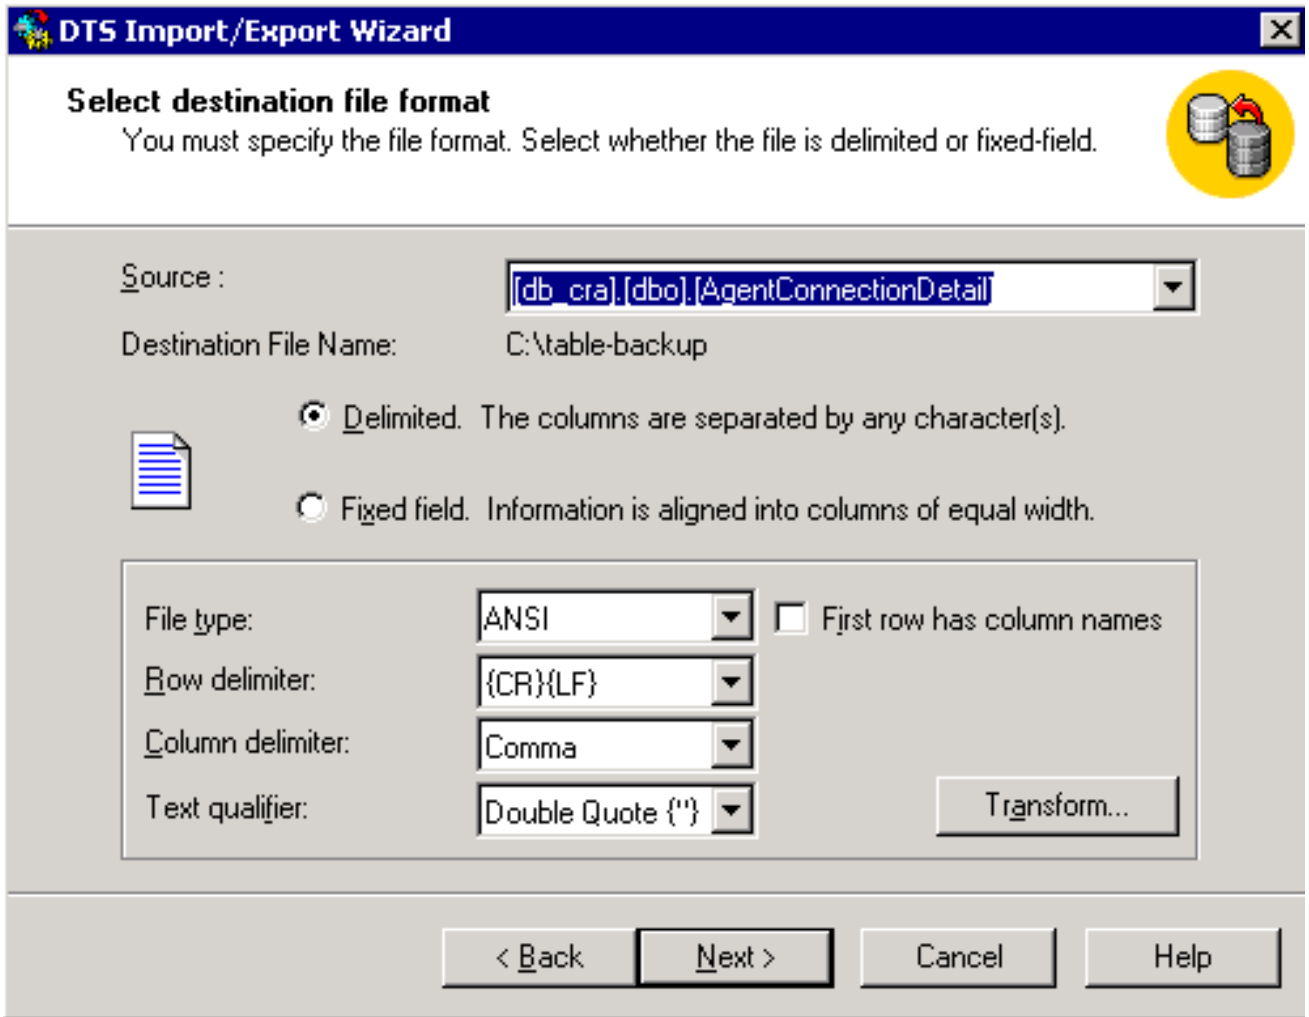 DTS Import/Export Wizard
Select destination file format
You must specify the file format. Select whether the file is delimited or fixed-field.
Source :
[db_cra].[dbo].[AgentConnectionDetail]
Destination File Name:
C:\table-backup
Delimited. The columns are separated by any character(s).
Fixed field. Information is aligned into columns of equal width.
File type:
ANSI
First row has column names
Row delimiter:
{CR}{LF}
Column delimiter:
Comma
Text qualifier:
Double Quote {"}
Transform...
< Back
Next >
Cancel
Help